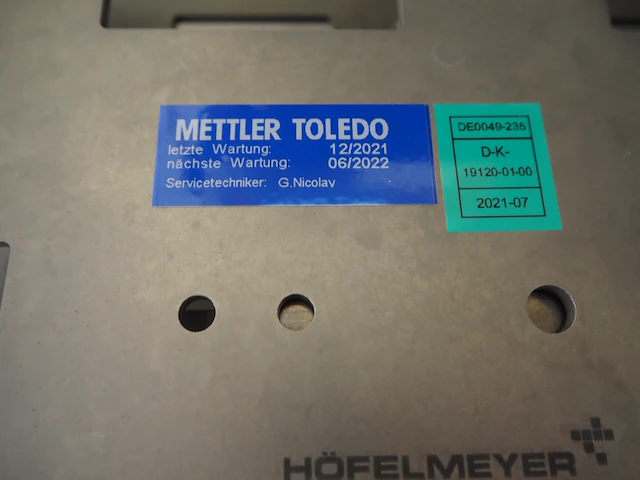 METTLER TOLEDO
letzte Wartung: 12/2021
nächste Wartung: 06/2022
Servicetechniker: G.Nicolav
DE0049-235
D-K-
19120-01-00
2021-07
HÖFELMEYER